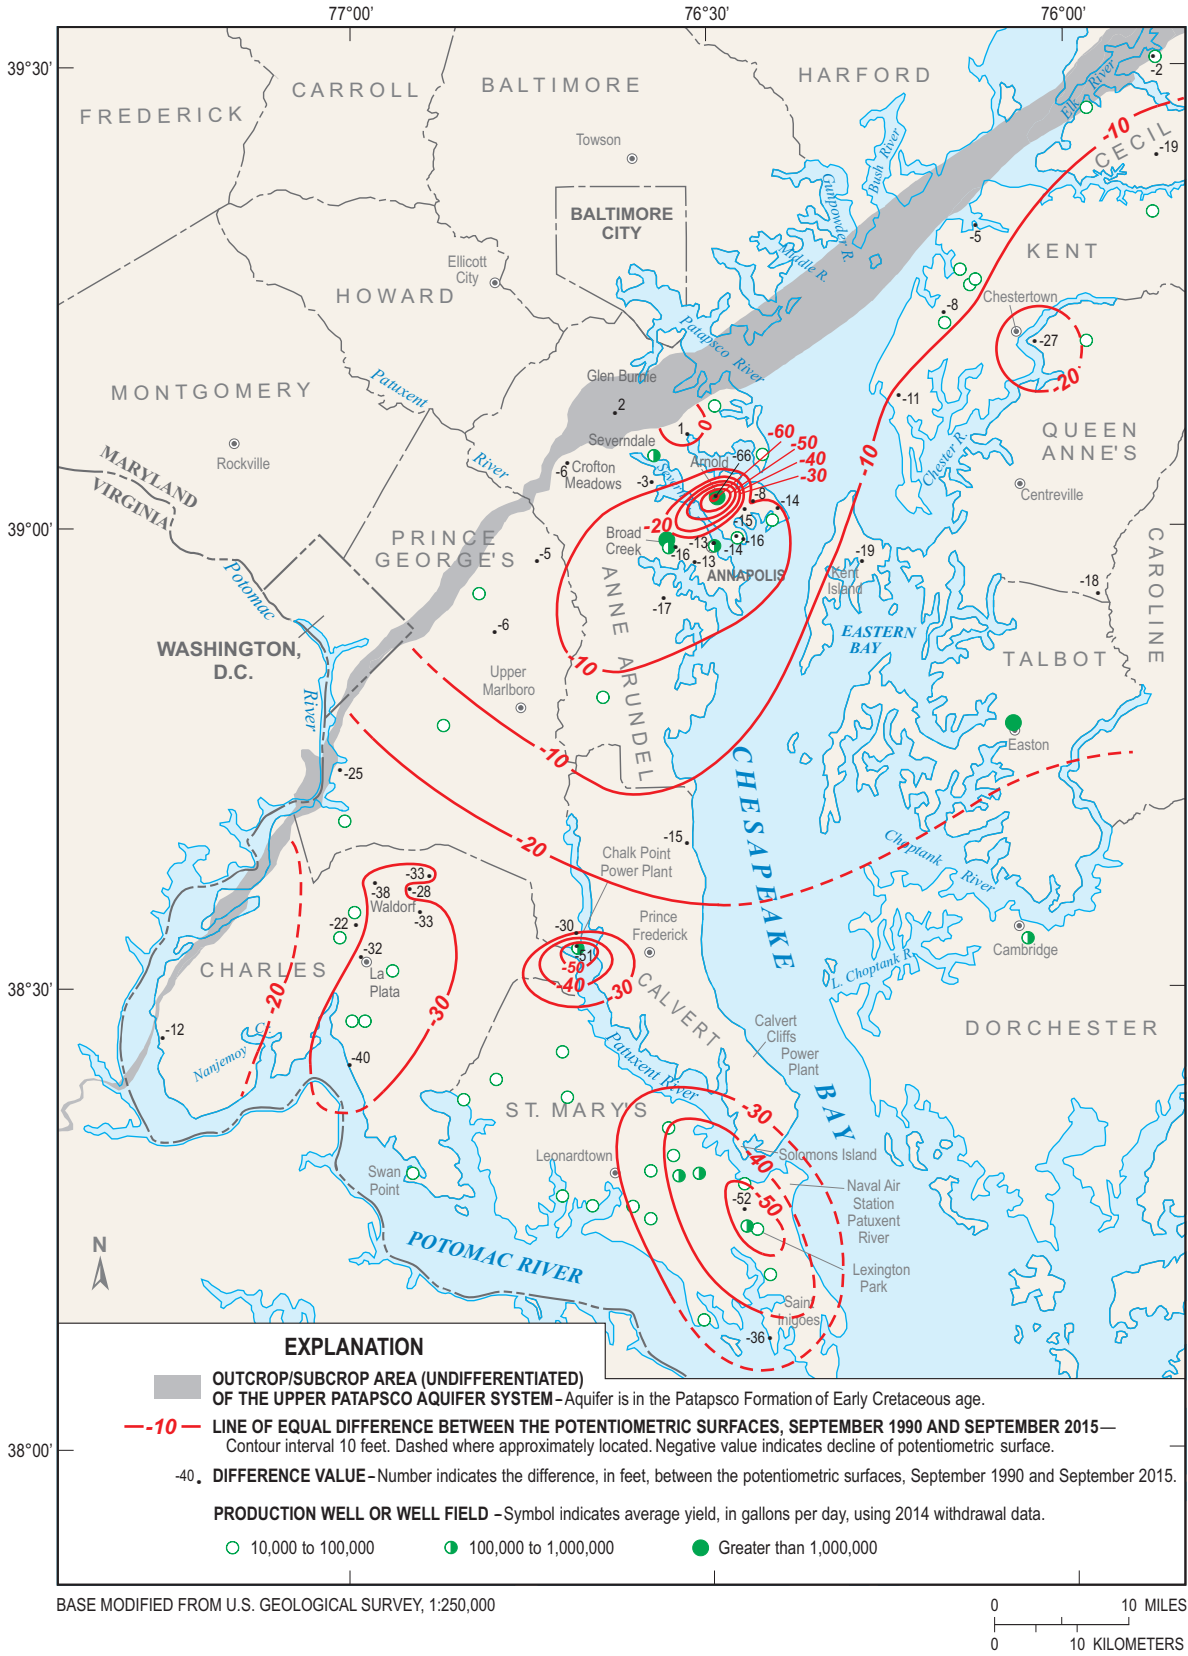 77°00'
76°30'
76°00'
39°30'
HARFORD
BALTIMORE
CARROLL
FREDERICK
Elk River
-2
-10
CECIL
-19
Towson
Bush River
Gunpowder R.
BALTIMORE
CITY
-5
KENT
Middle R.
Ellicott
City
HOWARD
Chestertown
-8
-27
-20
Patapsco River
Glen Burnie
Patuxent
MONTGOMERY
2
-11
0
1
Severndale
QUEEN
ANNE'S
-60
-50
-40
-30
-66
Arnold
-10
Chester R.
Rockville
MARYLAND
VIRGINIA
River
-6
Crofton
Meadows
-3
Centreville
-8
-14
39°00'
-20
-15
Broad
Creek
-13
-16
-14
-16
-13
PRINCE
GEORGE'S
-5
ANNAPOLIS
-19
Kent
Island
CAROLINE
-18
Potomac
-17
ANNE ARUNDEL
-6
EASTERN
BAY
WASHINGTON,
D.C.
TALBOT
-10
Upper
Marlboro
River
Easton
-10
CHESAPEAKE BAY
-25
-20
-15
Choptank
River
Chalk Point
Power Plant
-33
-38
-28
Waldorf
-33
-22
-30
Prince
Frederick
Cambridge
-32
-51
-50
-40
-30
La
Plata
CHARLES
L. Choptank R.
38°30'
-20
-30
CALVERT
DORCHESTER
-12
Nanjemoy
C.
Calvert
Cliffs
Power
Plant
-40
Patuxent River
-30
ST. MARY'S
Leonardtown
-40
Solomons Island
Swan
Point
-52
-50
Naval Air
Station
Patuxent
River
POTOMAC RIVER
N
Lexington
Park
Saint
Inigoes
-36
EXPLANATION
OUTCROP/SUBCROP AREA (UNDIFFERENTIATED)
OF THE UPPER PATAPSCO AQUIFER SYSTEM–Aquifer is in the Patapsco Formation of Early Cretaceous age.
-10 LINE OF EQUAL DIFFERENCE BETWEEN THE POTENTIOMETRIC SURFACES, SEPTEMBER 1990 AND SEPTEMBER 2015—
Contour interval 10 feet. Dashed where approximately located. Negative value indicates decline of potentiometric surface.
38°00'
-40 DIFFERENCE VALUE–Number indicates the difference, in feet, between the potentiometric surfaces, September 1990 and September 2015.
PRODUCTION WELL OR WELL FIELD –Symbol indicates average yield, in gallons per day, using 2014 withdrawal data.
10,000 to 100,000
100,000 to 1,000,000
Greater than 1,000,000
BASE MODIFIED FROM U.S. GEOLOGICAL SURVEY, 1:250,000
0 10 MILES
0 10 KILOMETERS